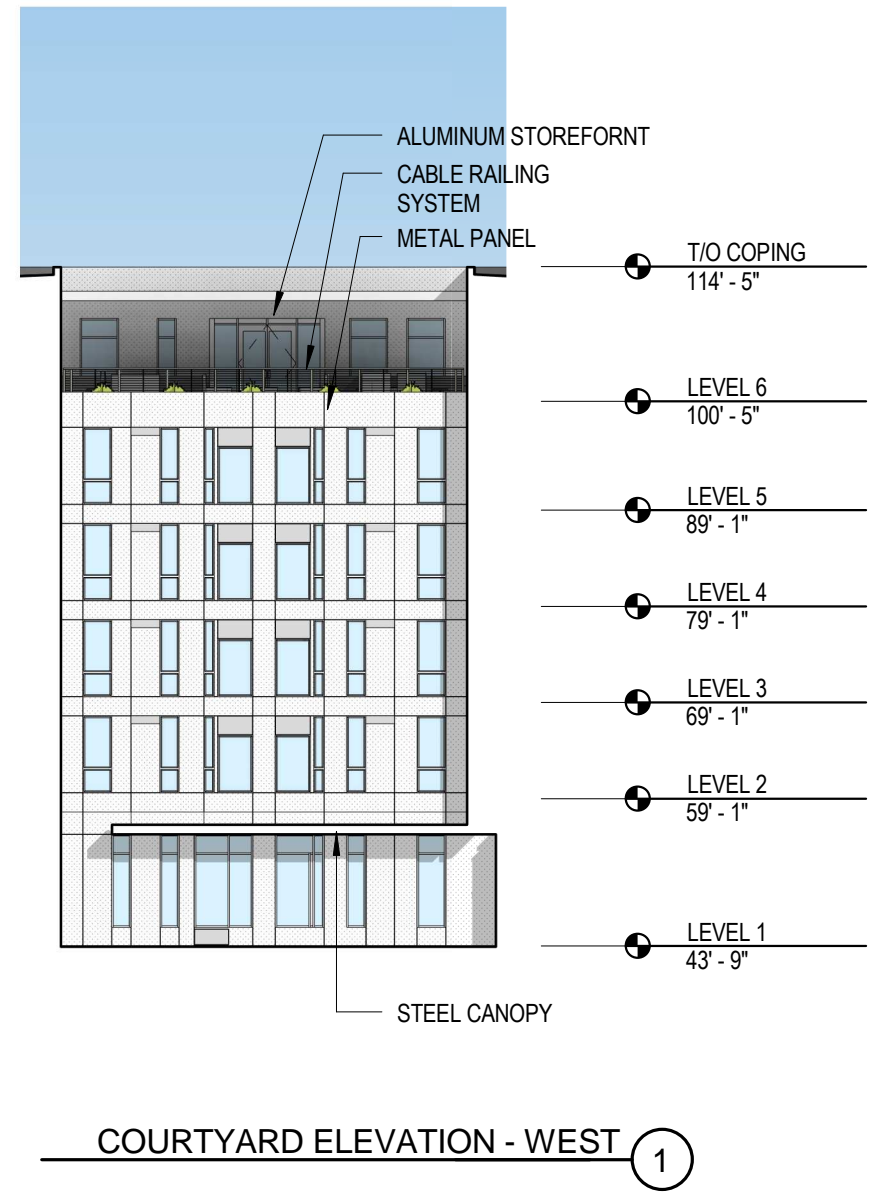 ALUMINUM STOREFORNT
CABLE RAILING
SYSTEM
METAL PANEL
T/O COPING
114' - 5"
LEVEL 6
100' - 5"
LEVEL 5
89' - 1"
LEVEL 4
79' - 1"
LEVEL 3
69' - 1"
LEVEL 2
59' - 1"
LEVEL 1
43' - 9"
STEEL CANOPY
COURTYARD ELEVATION - WEST
1